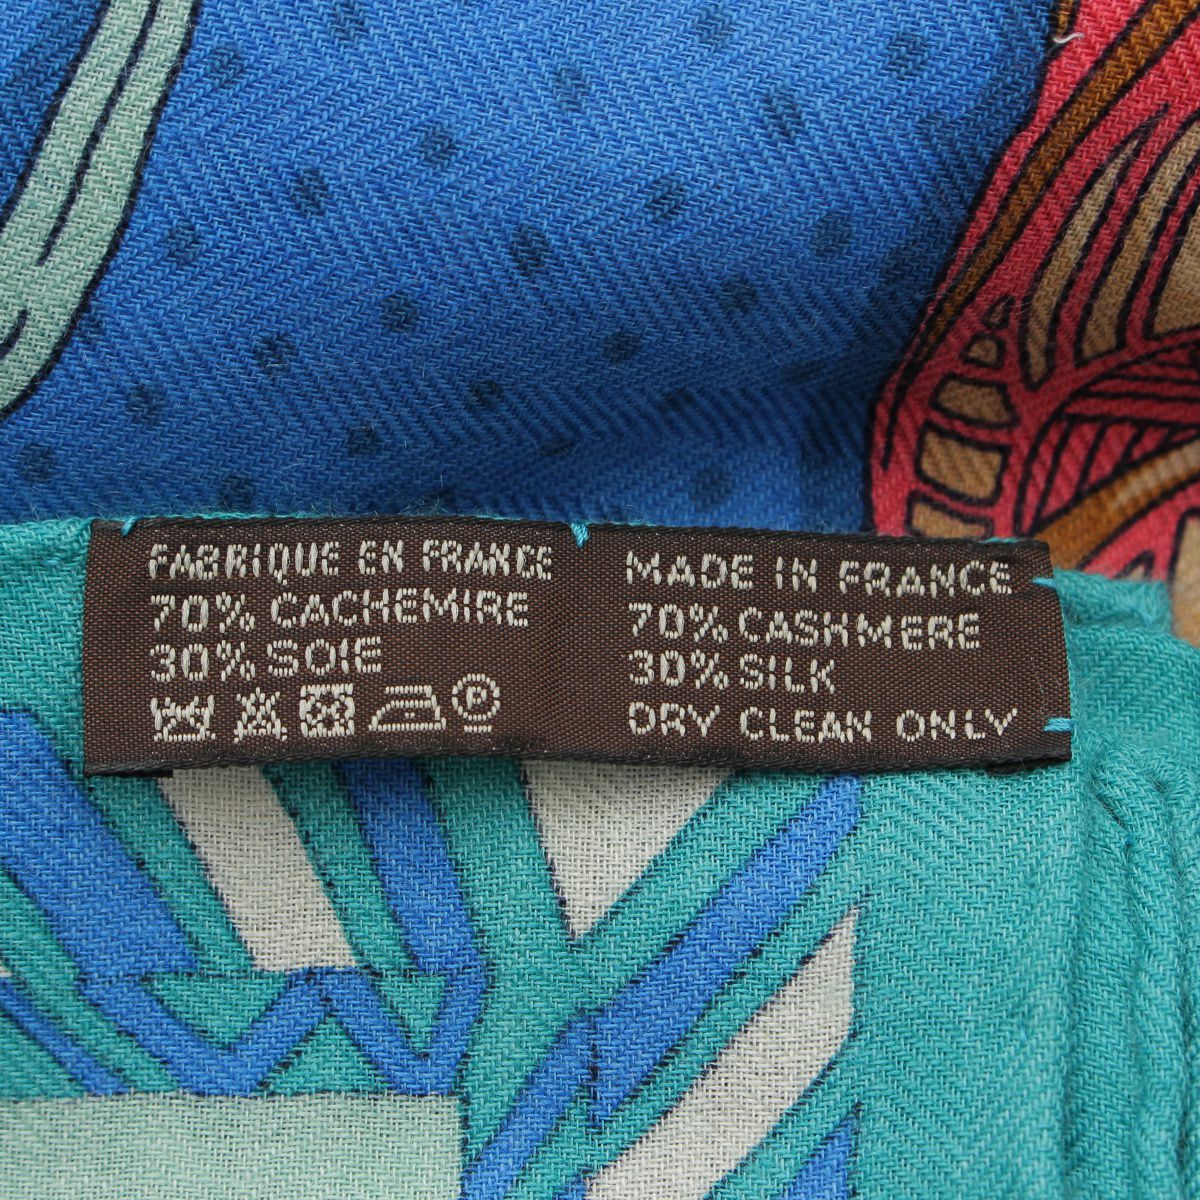 FABRIQUE EN FRANCE
70% CACHEMIRE
30% SOIE
P
MADE IN FRANCE
70% CASHMERE
30% SILK
DRY CLEAN ONLY